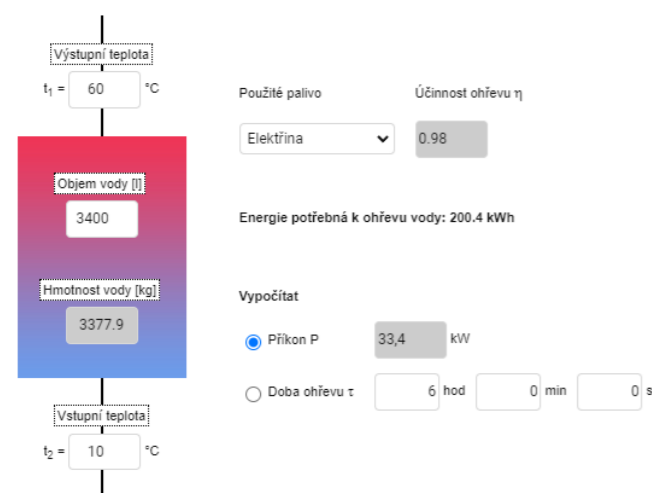 Výstupní teplota
t₁ = 60 °C
Použité palivo Účinnost ohřevu η
Elektřina 0.98
Objem vody [l]
3400
Energie potřebná k ohřevu vody: 200.4 kWh
Hmotnost vody [kg]
3377.9
Vypočítat
Příkon P 33,4 kW
Doba ohřevu τ 6 hod 0 min 0 s
Vstupní teplota
t₂ = 10 °C